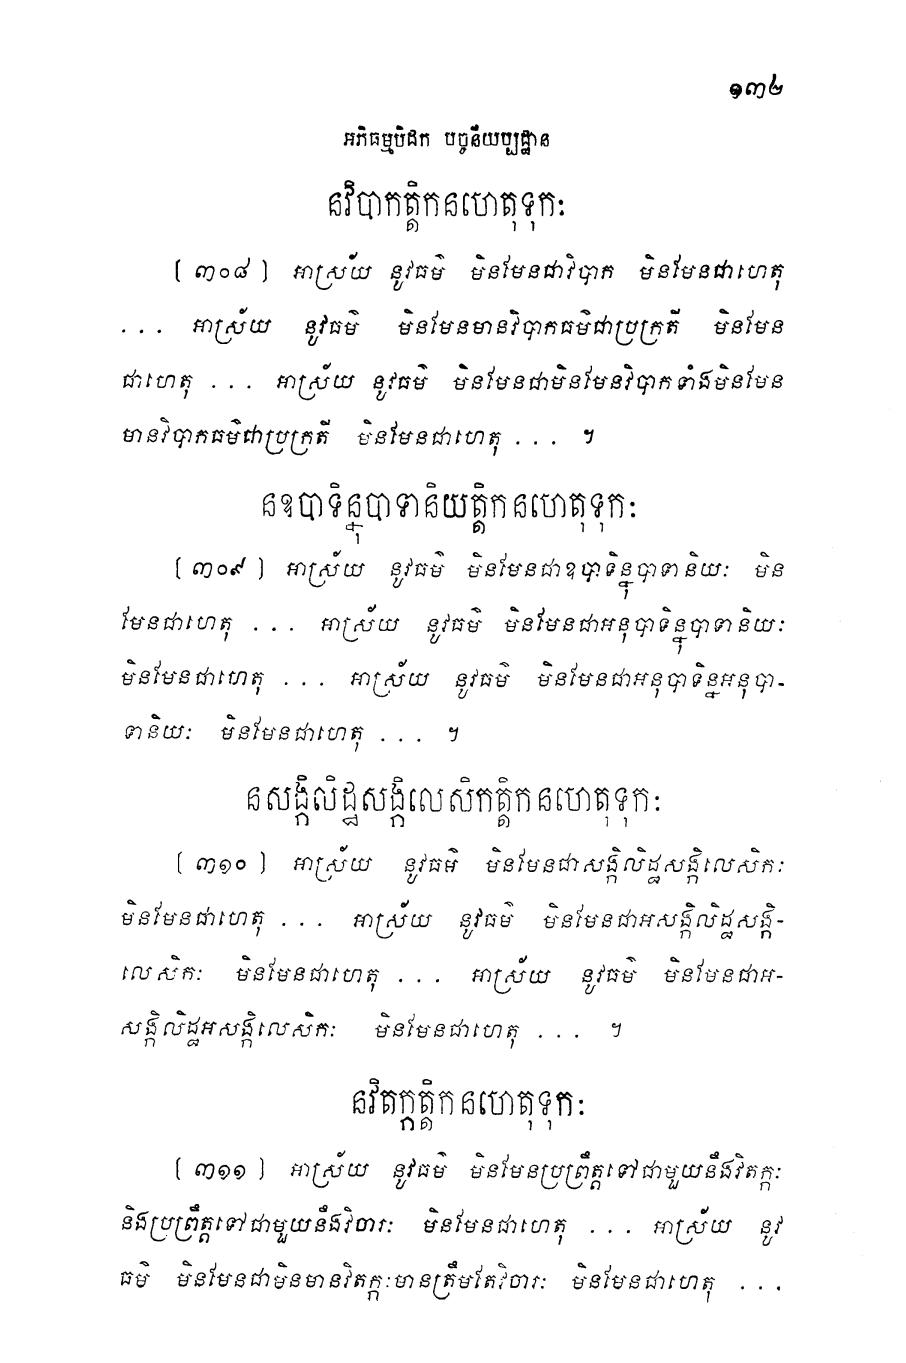 ១៣២
អភិធម្មបិដក បច្ចនីយប្បដ្ឋាន
នវិបាកត្តិកនហេតុទុកៈ
[ ៣០៨ ] អាស្រ័យ នូវធម៌ មិនមែនជាវិបាក មិនមែនជាហេតុ
... អាស្រ័យ នូវធម៌ មិនមែនមានវិបាកធម៌ជាប្រក្រតី មិនមែន
ជាហេតុ ... អាស្រ័យ នូវធម៌ មិនមែនជាមិនមែនវិបាកទាំងមិនមែន
មានវិបាកធម៌ជាប្រក្រតី មិនមែនជាហេតុ ... ។
នឧបាទិន្នុបាទានិយត្តិកនហេតុទុកៈ
[ ៣០៩ ] អាស្រ័យ នូវធម៌ មិនមែនជាឧបាទិន្នុបាទានិយៈ មិន
មែនជាហេតុ ... អាស្រ័យ នូវធម៌ មិនមែនជាអនុបាទិន្នុបាទានិយៈ
មិនមែនជាហេតុ ... អាស្រ័យ នូវធម៌ មិនមែនជាអនុបាទិន្នអនុបា-
ទានិយៈ មិនមែនជាហេតុ ... ។
នសង្កិលិដ្ឋសង្កិលេសិកត្តិកនហេតុទុកៈ
[ ៣១០ ] អាស្រ័យ នូវធម៌ មិនមែនជាសង្កិលិដ្ឋសង្កិលេសិកៈ
មិនមែនជាហេតុ ... អាស្រ័យ នូវធម៌ មិនមែនជាអសង្កិលិដ្ឋសង្កិ-
លេសិកៈ មិនមែនជាហេតុ ... អាស្រ័យ នូវធម៌ មិនមែនជាអ-
សង្កិលិដ្ឋអសង្កិលេសិកៈ មិនមែនជាហេតុ ... ។
នវិតក្កត្តិកនហេតុទុកៈ
[ ៣១១ ] អាស្រ័យ នូវធម៌ មិនមែនប្រព្រឹត្តទៅជាមួយនឹងវិតក្កៈ
និងប្រព្រឹត្តទៅជាមួយនឹងវិចារៈ មិនមែនជាហេតុ ... អាស្រ័យ នូវ
ធម៌ មិនមែនជាមិនមានវិតក្កៈមានត្រឹមតែវិចារៈ មិនមែនជាហេតុ ...